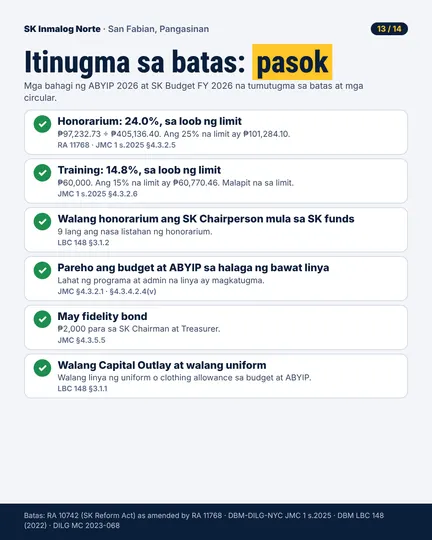 SK Inmalog Norte · San Fabian, Pangasinan
13 / 14
Itinugma sa batas: pasok
Mga bahagi ng ABYIP 2026 at SK Budget FY 2026 na tumutugma sa batas at mga
circular.
Honorarium: 24.0%, sa loob ng limit
₱97,232.73 ÷ ₱405,136.40. Ang 25% na limit ay ₱101,284.10.
RA 11768 · JMC 1 s.2025 §4.3.2.5
Training: 14.8%, sa loob ng limit
₱60,000. Ang 15% na limit ay ₱60,770.46. Malapit na sa limit.
JMC 1 s.2025 §4.3.2.6
Walang honorarium ang SK Chairperson mula sa SK funds
9 lang ang nasa listahan ng honorarium.
LBC 148 §3.1.2
Pareho ang budget at ABYIP sa halaga ng bawat linya
Lahat ng programa at admin na linya ay magkatugma.
JMC §4.3.2.1 · §4.3.4.2.4(v)
May fidelity bond
₱2,000 para sa SK Chairman at Treasurer.
JMC §4.3.5.5
Walang Capital Outlay at walang uniform
Walang linya ng uniform o clothing allowance sa budget at ABYIP.
LBC 148 §3.1.1
Batas: RA 10742 (SK Reform Act) as amended by RA 11768 · DBM-DILG-NYC JMC 1 s.2025 · DBM LBC 148
(2022) · DILG MC 2023-068